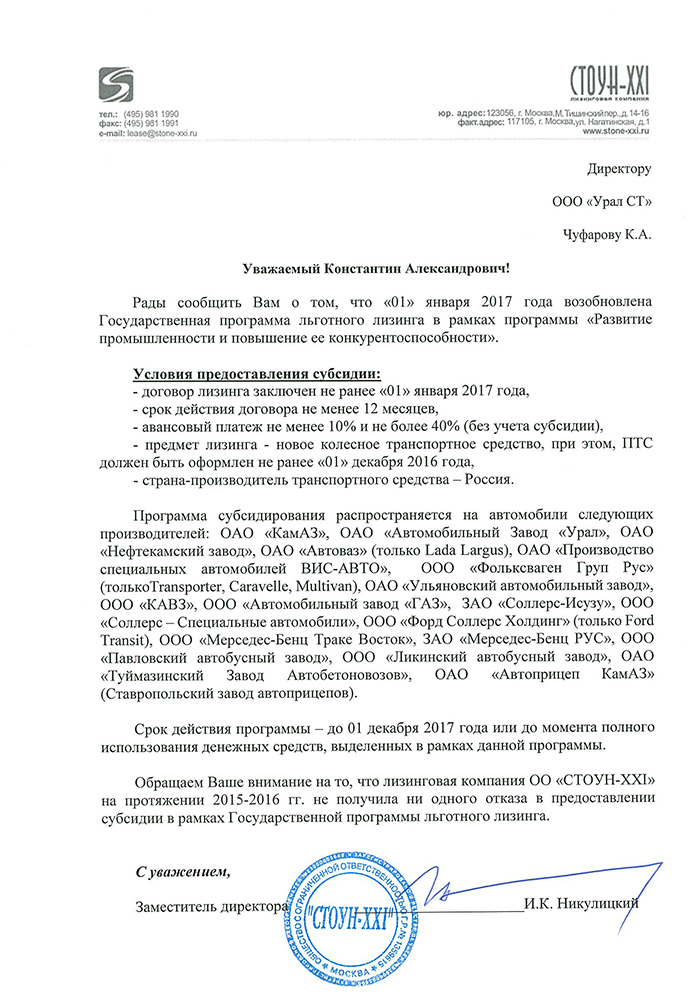 СТОУН-XXI
ЛИЗИНГОВАЯ КОМПАНИЯ
тел.: (495) 981 1990
факс: (495) 981 1991
e-mail: lease@stone-xxi.ru
юр. адрес:123056, г. Москва,М.Тишинский пер.,д.14-16
факт.адрес: 117105, г. Москва,ул. Нагатинская, д.1
www.stone-xxi.ru
Директору
ООО «Урал СТ»
Чуфарову К.А.
Уважаемый Константин Александрович!
Рады сообщить Вам о том, что «01» января 2017 года возобновлена
Государственная программа льготного лизинга в рамках программы «Развитие
промышленности и повышение ее конкурентоспособности».
Условия предоставления субсидии:
- договор лизинга заключен не ранее «01» января 2017 года,
- срок действия договора не менее 12 месяцев,
- авансовый платеж не менее 10% и не более 40% (без учета субсидии),
- предмет лизинга - новое колесное транспортное средство, при этом, ПТС
должен быть оформлен не ранее «01» декабря 2016 года,
- страна-производитель транспортного средства – Россия.
Программа субсидирования распространяется на автомобили следующих
производителей: ОАО «КамАЗ», ОАО «Автомобильный Завод «Урал», ОАО
«Нефтекамский завод», ОАО «Автоваз» (только Lada Largus), ОАО «Производство
специальных автомобилей ВИС-АВТО», ООО «Фольксваген Груп Рус»
(толькоTransporter, Caravelle, Multivan), ОАО «Ульяновский автомобильный завод»,
ООО «КАВЗ», ООО «Автомобильный завод «ГАЗ», ЗАО «Соллерс-Исузу», ООО
«Соллерс – Специальные автомобили», ООО «Форд Соллерс Холдинг» (только Ford
Transit), ООО «Мерседес-Бенц Траке Восток», ЗАО «Мерседес-Бенц РУС», ООО
«Павловский автобусный завод», ООО «Ликинский автобусный завод», ОАО
«Туймазинский Завод Автобетоновозов», ОАО «Автоприцеп КамАЗ»
(Ставропольский завод автоприцепов).
Срок действия программы – до 01 декабря 2017 года или до момента полного
использования денежных средств, выделенных в рамках данной программы.
Обращаем Ваше внимание на то, что лизинговая компания ОО «СТОУН-XXI»
на протяжении 2015-2016 гг. не получила ни одного отказа в предоставлении
субсидии в рамках Государственной программы льготного лизинга.
С уважением,
Заместитель директора И.К. Никулицкий
ОБЩЕСТВО С ОГРАНИЧЕННОЙ ОТВЕТСТВЕННОСТЬЮ Г.Р.№ 1359615
"СТОУН-XXI"
* МОСКВА *